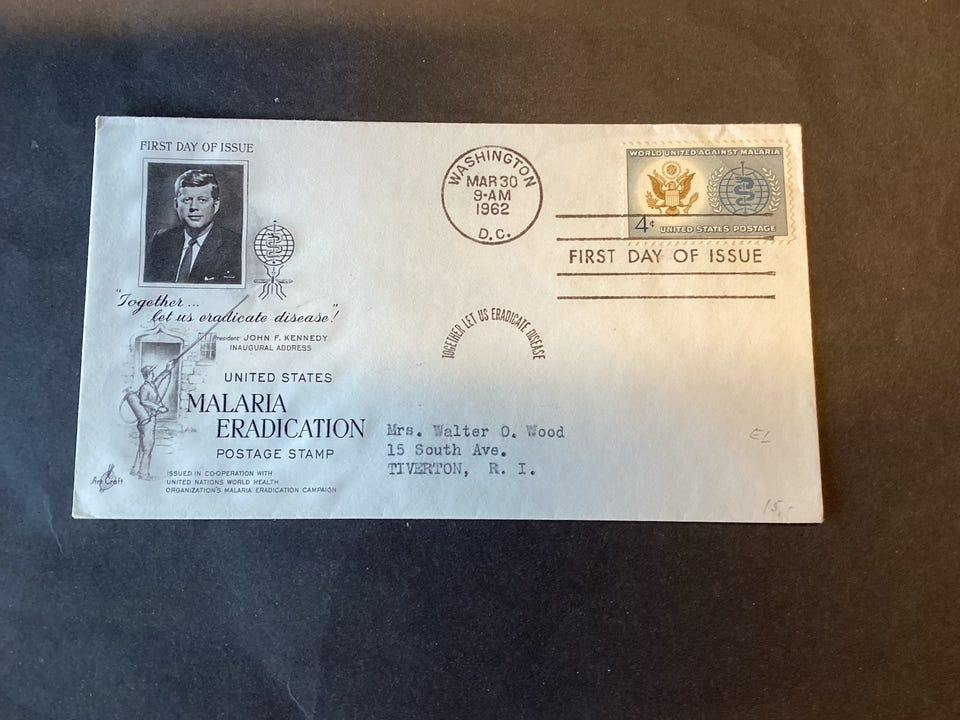 FIRST DAY OF ISSUE
"Together...
let us eradicate disease!"
President JOHN F. KENNEDY
INAUGURAL ADDRESS
UNITED STATES
MALARIA
ERADICATION
POSTAGE STAMP
ISSUED IN CO-OPERATION WITH
UNITED NATIONS WORLD HEALTH
ORGANIZATION'S MALARIA ERADICATION CAMPAIGN
Art Craft
WASHINGTON
MAR 30
9-AM
1962
D.C.
WORLD UNITED AGAINST MALARIA
4¢ UNITED STATES POSTAGE
FIRST DAY OF ISSUE
TOGETHER LET US ERADICATE DISEASE
Mrs. Walter O. Wood
15 South Ave.
TIVERTON, R. I.
15.-